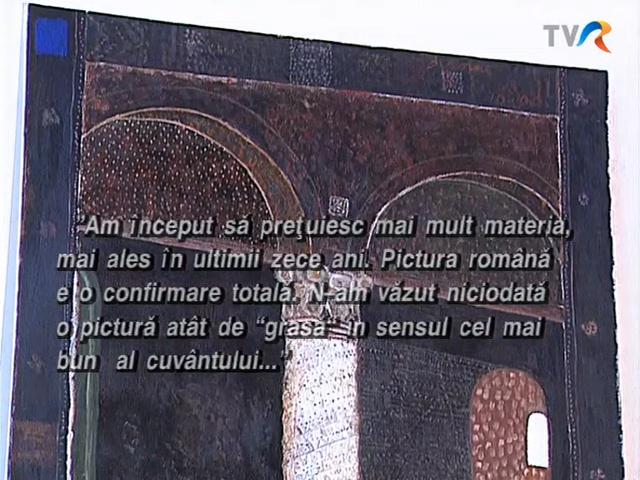 TVR
"Am început să preţuiesc mai mult materia,
mai ales în ultimii zece ani. Pictura română
e o confirmare totală. N-am văzut niciodată
o pictură atât de "grasă" în sensul cel mai
bun al cuvântului..."